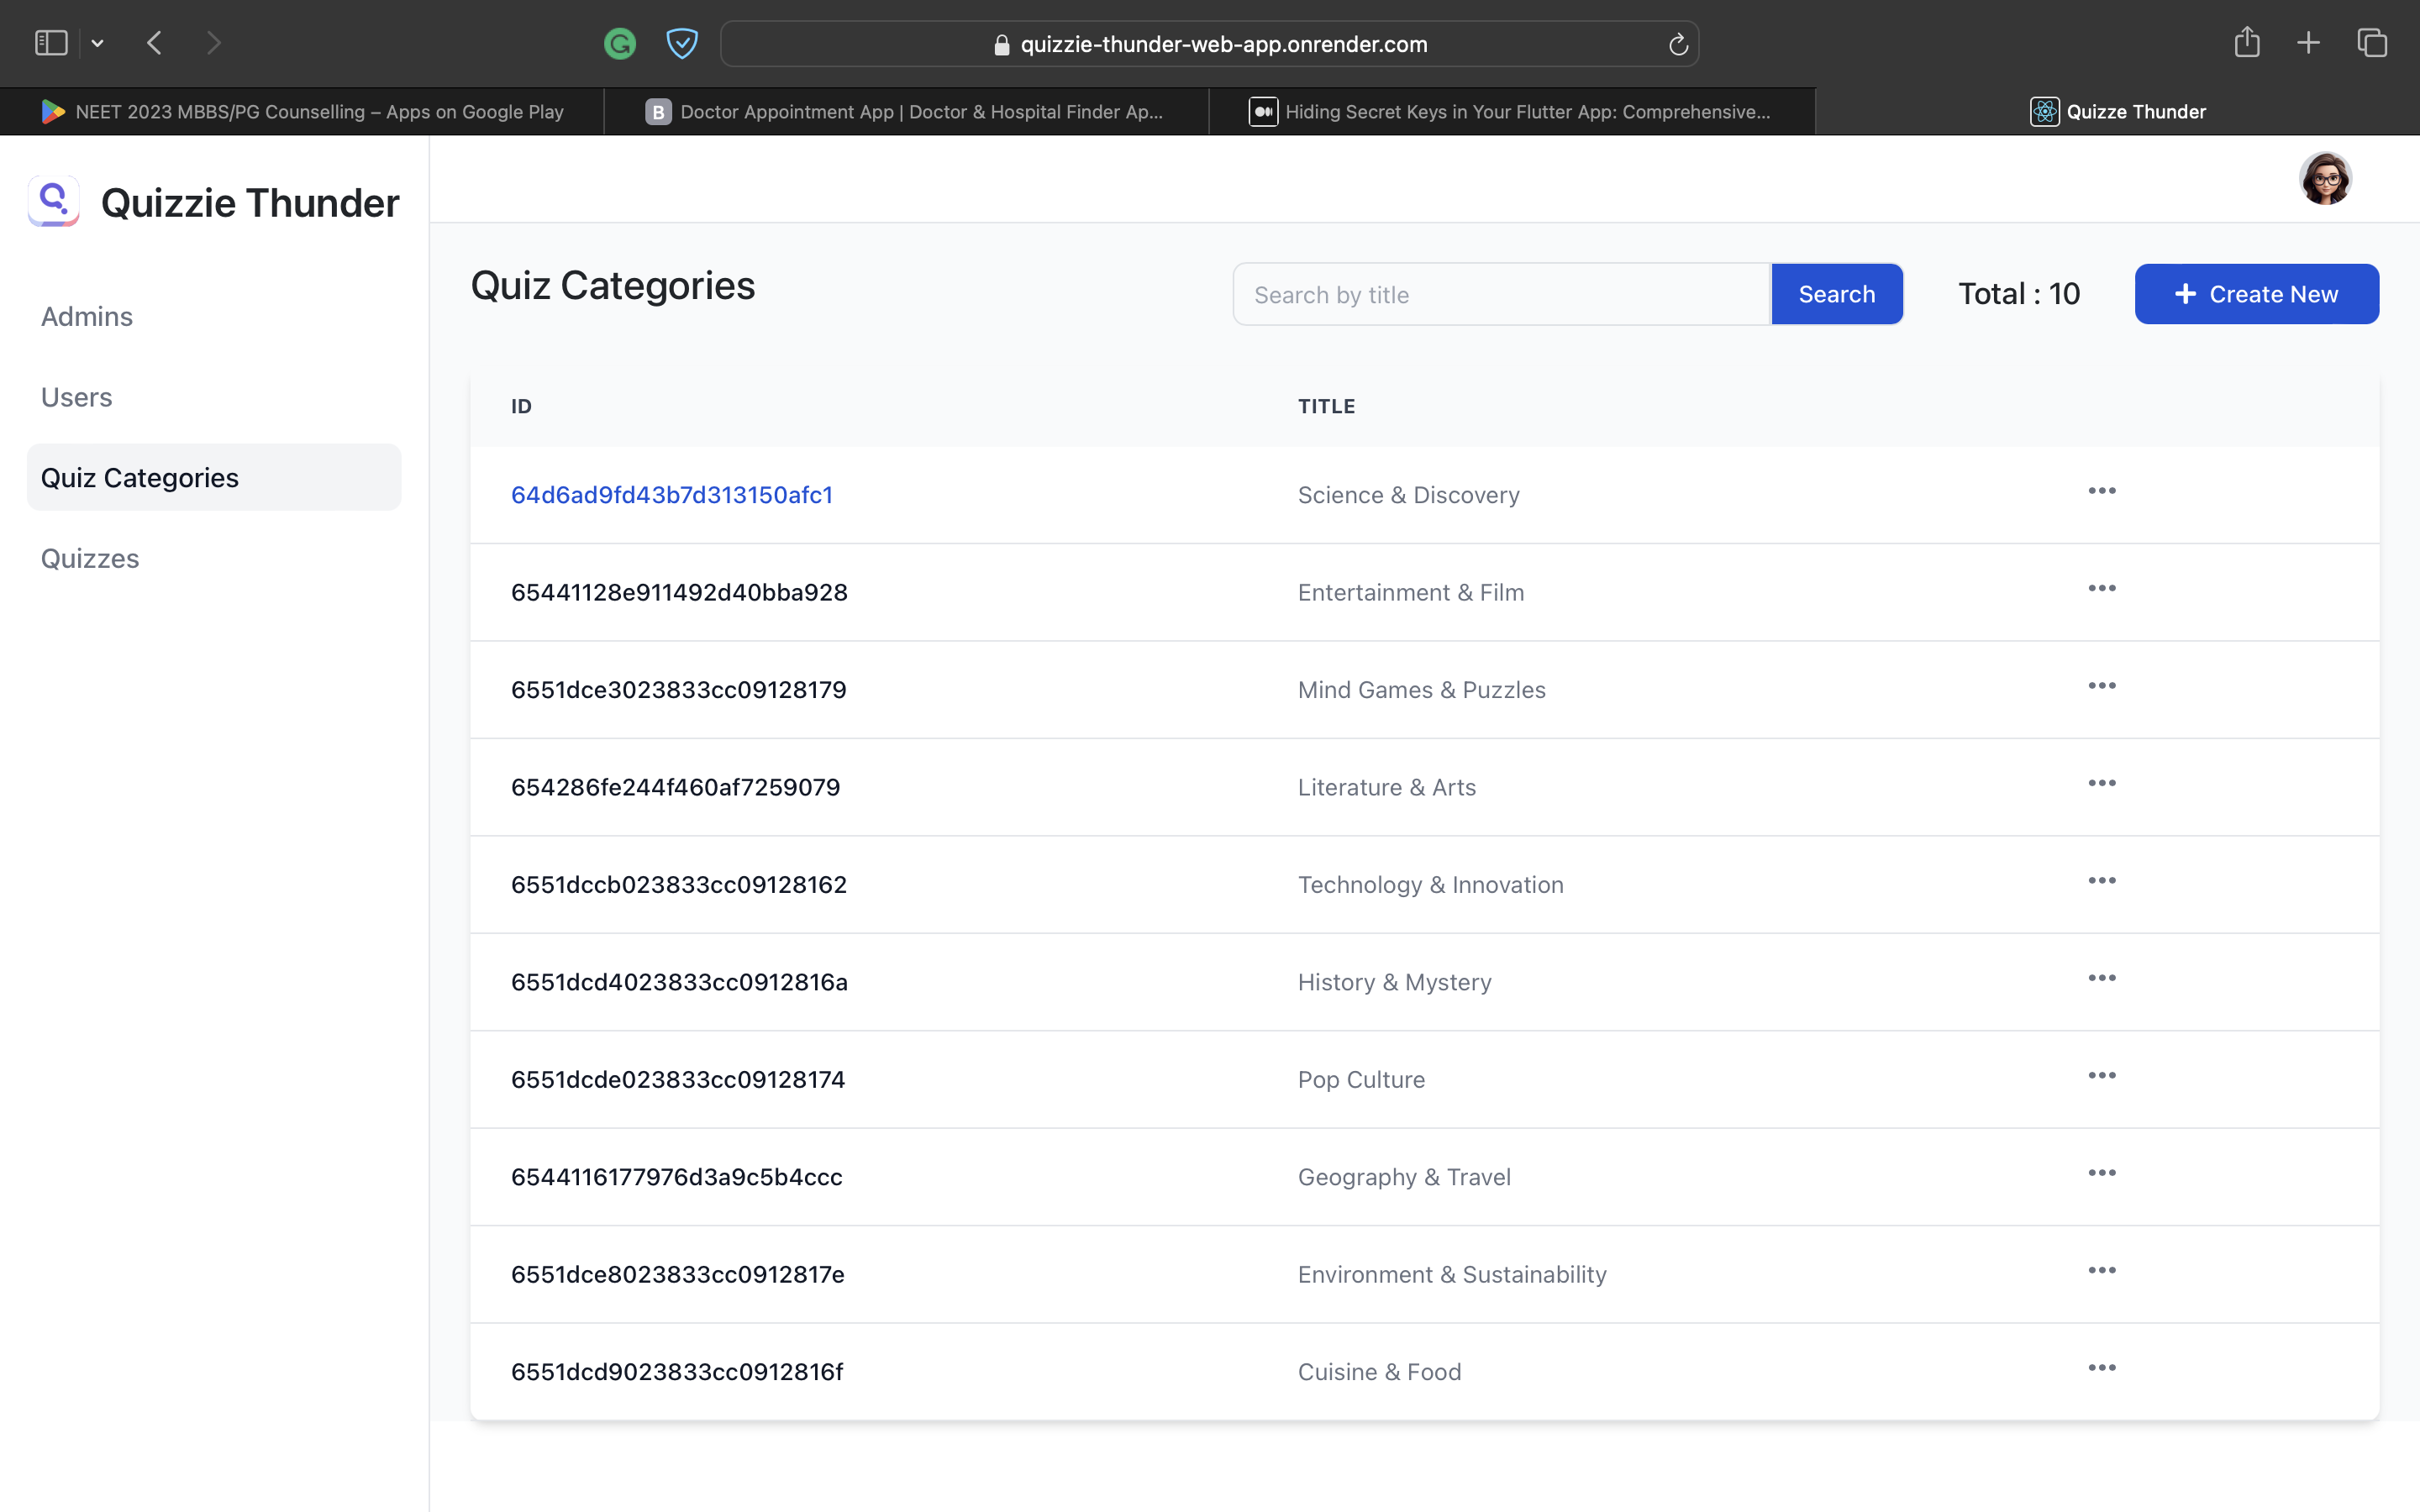 quizzie-thunder-web-app.onrender.com
NEET 2023 MBBS/PG Counselling – Apps on Google Play
B Doctor Appointment App | Doctor & Hospital Finder Ap...
Hiding Secret Keys in Your Flutter App: Comprehensive...
Quizze Thunder
Quizzie Thunder
Admins
Users
Quiz Categories
Quizzes
Quiz Categories
Search by title
Search
Total : 10
+ Create New
ID TITLE
64d6ad9fd43b7d313150afc1 Science & Discovery
65441128e911492d40bba928 Entertainment & Film
6551dce3023833cc09128179 Mind Games & Puzzles
654286fe244f460af7259079 Literature & Arts
6551dccb023833cc09128162 Technology & Innovation
6551dcd4023833cc0912816a History & Mystery
6551dcde023833cc09128174 Pop Culture
6544116177976d3a9c5b4ccc Geography & Travel
6551dce8023833cc0912817e Environment & Sustainability
6551dcd9023833cc0912816f Cuisine & Food